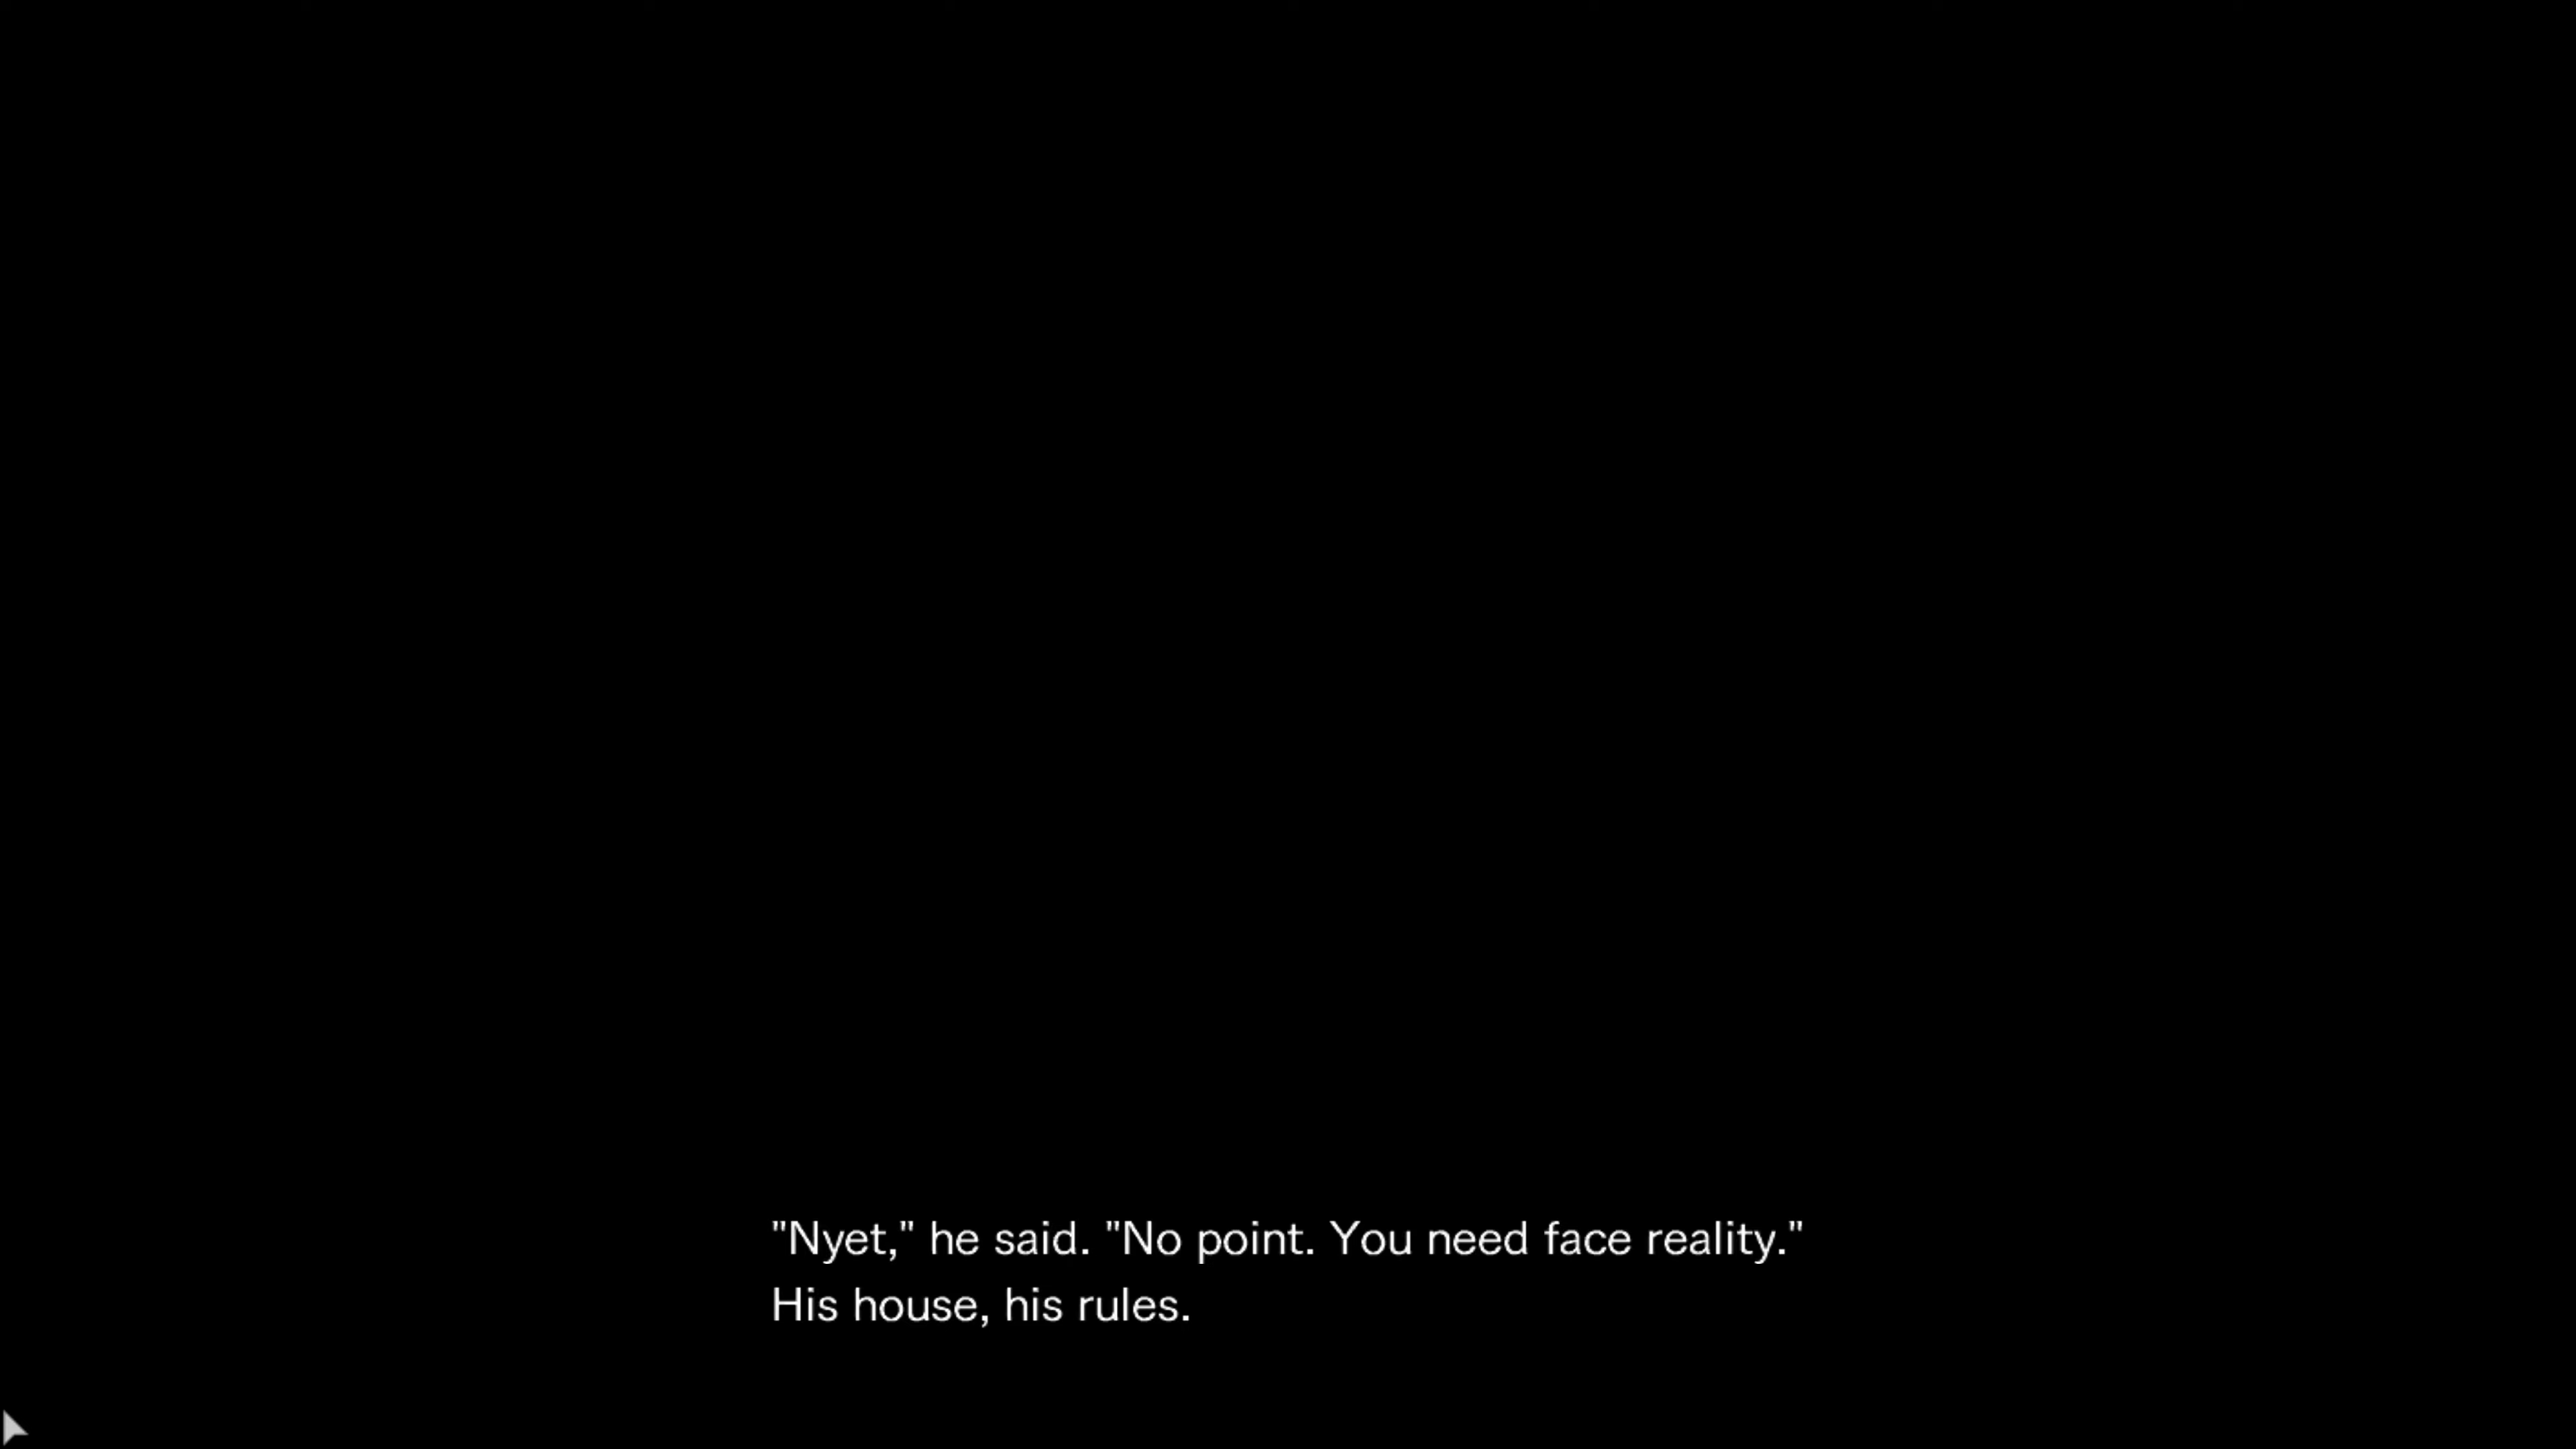 "Nyet," he said. "No point. You need face reality."
His house, his rules.